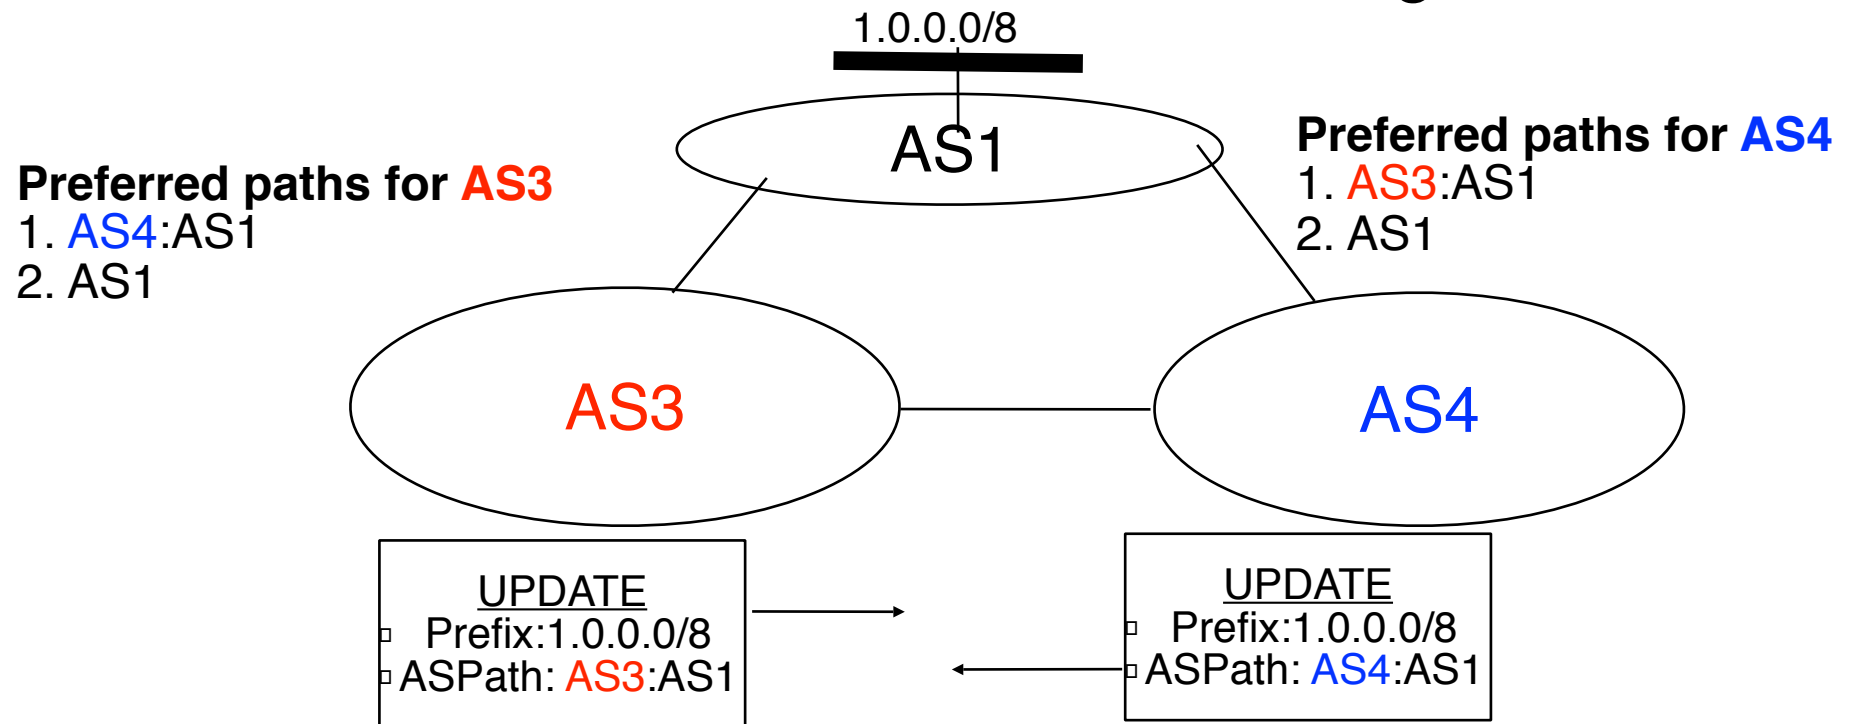 1.0.0.0/8
AS1
Preferred paths for AS3
1. AS4:AS1
2. AS1
Preferred paths for AS4
1. AS3:AS1
2. AS1
AS3
AS4
UPDATE
Prefix:1.0.0.0/8
ASPath: AS3:AS1
UPDATE
Prefix:1.0.0.0/8
ASPath: AS4:AS1